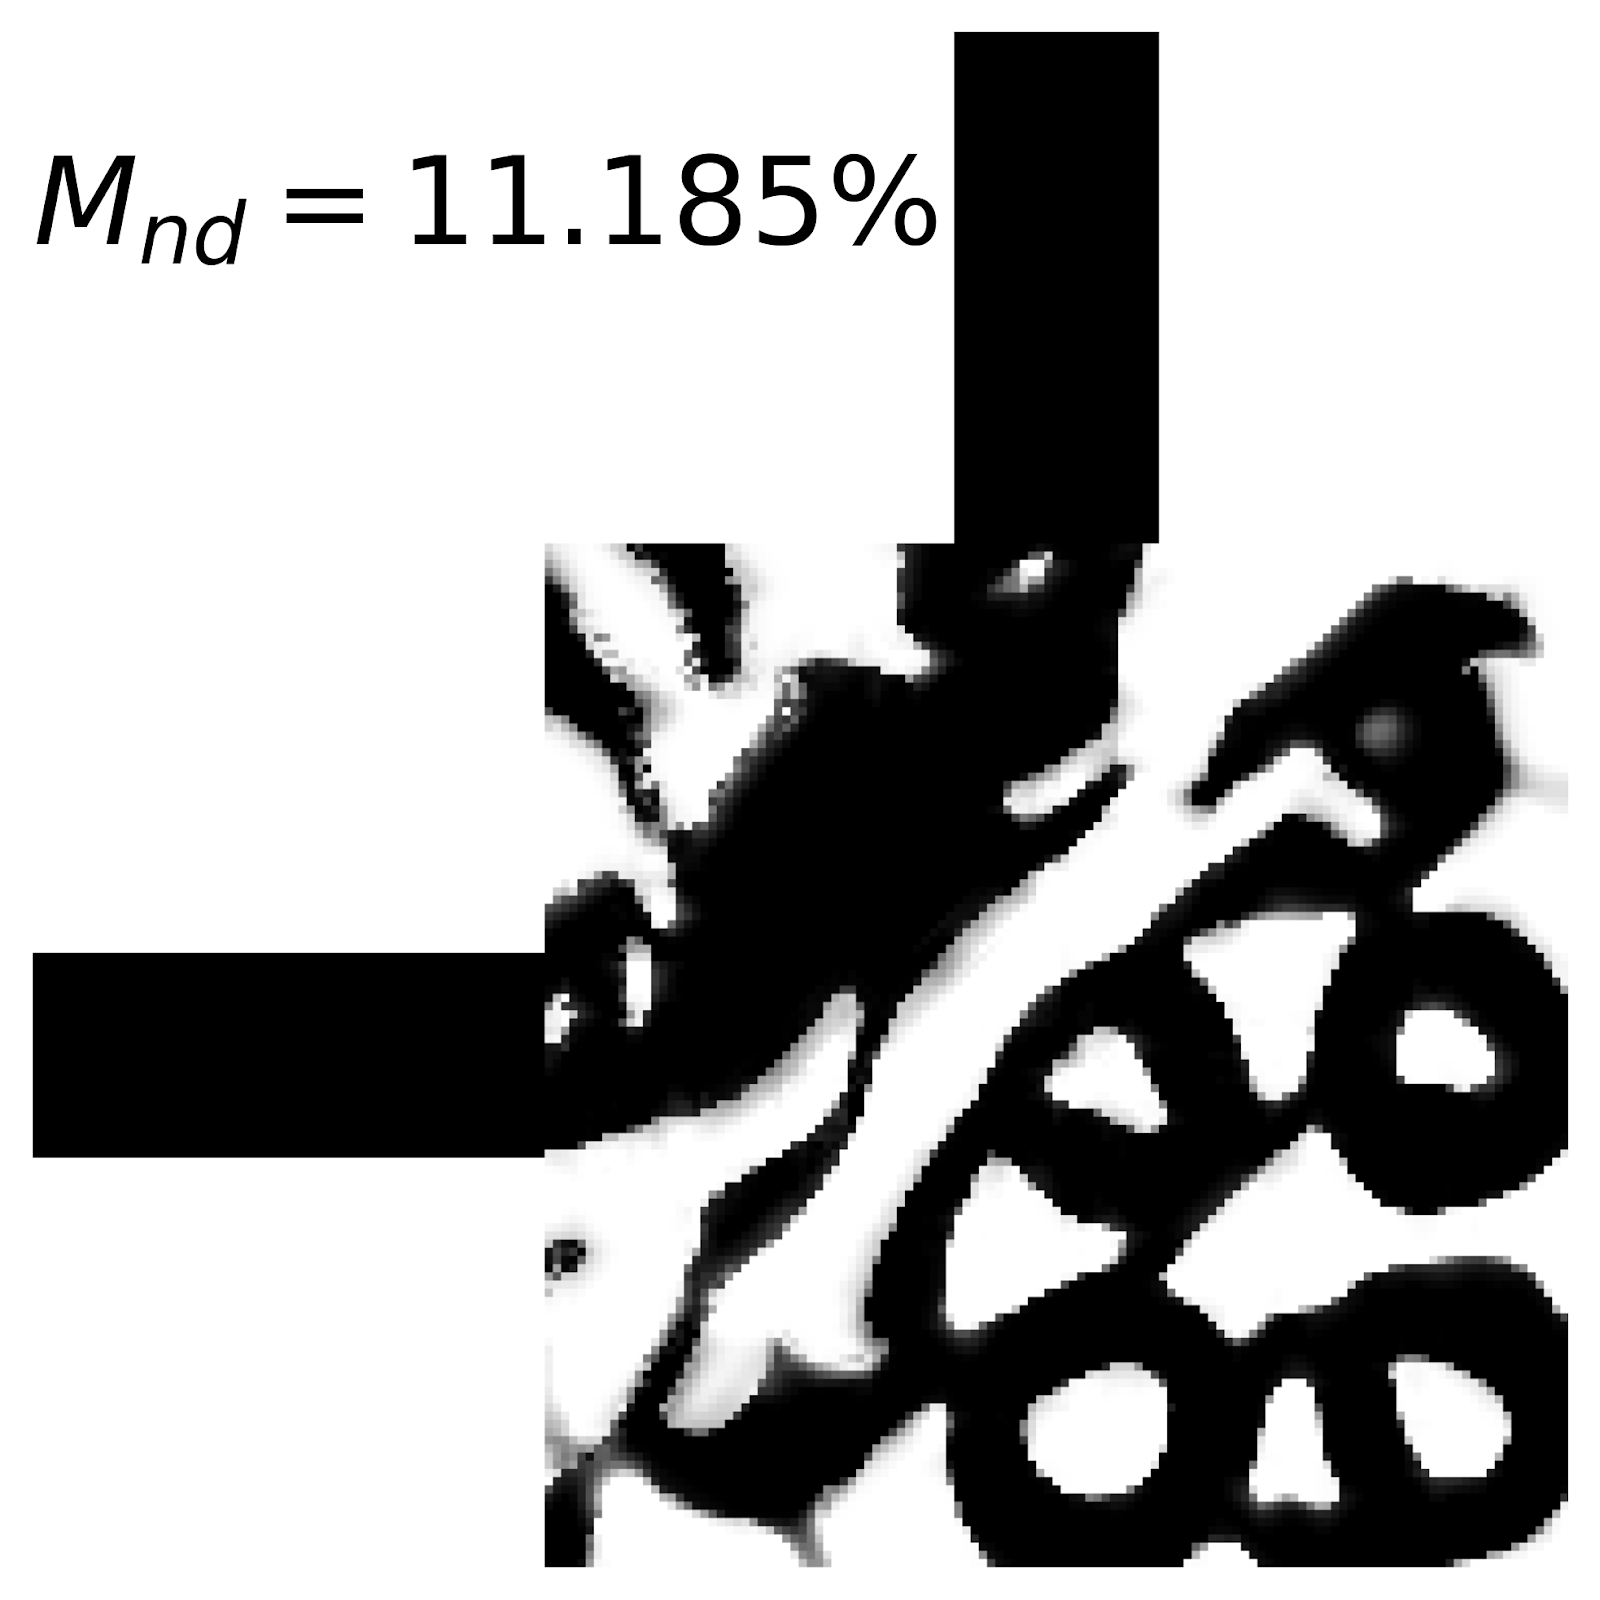 M_{nd} = 11.185%